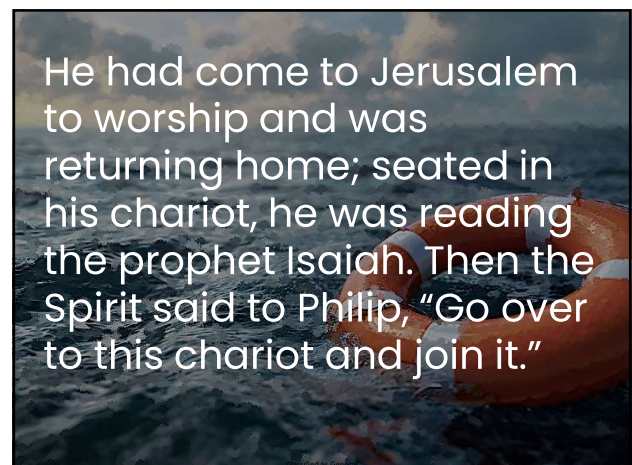 He had come to Jerusalem
to worship and was
returning home; seated in
his chariot, he was reading
the prophet Isaiah. Then the
Spirit said to Philip, “Go over
to this chariot and join it.”